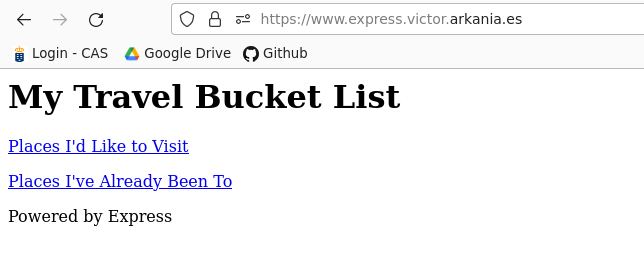 https://www.express.victor.arkania.es
Login - CAS Google Drive Github
My Travel Bucket List
Places I'd Like to Visit
Places I've Already Been To
Powered by Express